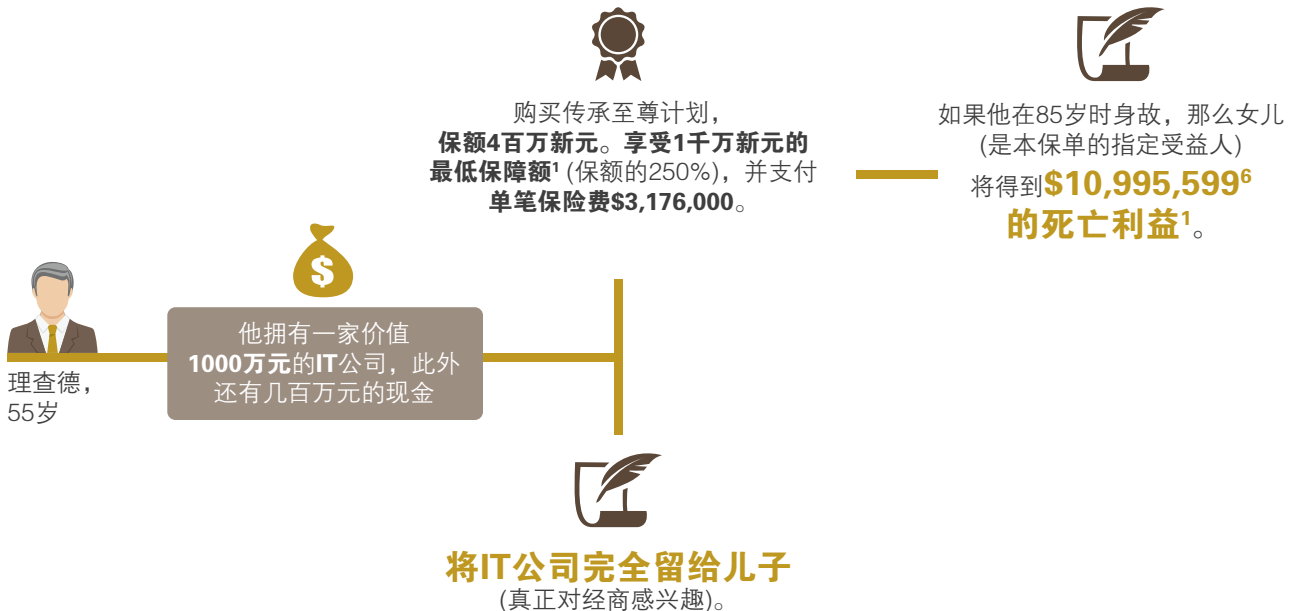 理查德，
55岁
$
他拥有一家价值
1000万元的IT公司，此外
还有几百万元的现金
购买传承至尊计划，
保额4百万新元。享受1千万新元的
最低保障额¹ (保额的250%)，并支付
单笔保险费$3,176,000。
如果他在85岁时身故，那么女儿
(是本保单的指定受益人)
将得到$10,995,599⁶
的死亡利益¹。
将IT公司完全留给儿子
(真正对经商感兴趣)。